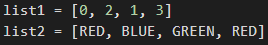 list1 = [0, 2, 1, 3]
list2 = [RED, BLUE, GREEN, RED]